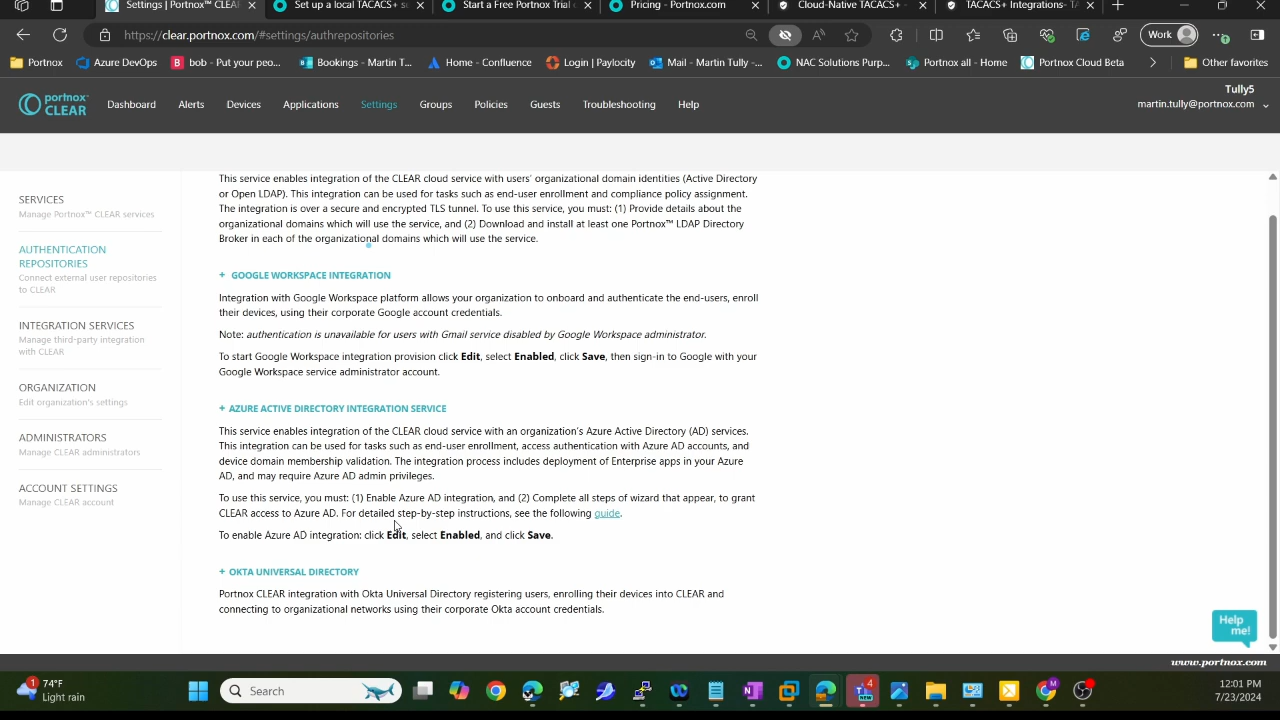 Settings | Portnox™ CLEAR
Set up a local TACACS+ se
Start a Free Portnox Trial
Pricing - Portnox.com
Cloud-Native TACACS+ -
TACACS+ Integrations- TA
https://clear.portnox.com/#settings/authrepositories
Work
Portnox
Azure DevOps
bob - Put your peo...
Bookings - Martin T...
Home - Confluence
Login | Paylocity
Mail - Martin Tully -...
NAC Solutions Purp...
Portnox all - Home
Portnox Cloud Beta
Other favorites
portnox™
CLEAR
Dashboard
Alerts
Devices
Applications
Settings
Groups
Policies
Guests
Troubleshooting
Help
Tully5
martin.tully@portnox.com
SERVICES
Manage Portnox™ CLEAR services
AUTHENTICATION
REPOSITORIES
Connect external user repositories
to CLEAR
INTEGRATION SERVICES
Manage third-party integration
with CLEAR
ORGANIZATION
Edit organization's settings
ADMINISTRATORS
Manage CLEAR administrators
ACCOUNT SETTINGS
Manage CLEAR account
This service enables integration of the CLEAR cloud service with users' organizational domain identities (Active Directory
or Open LDAP). This integration can be used for tasks such as end-user enrollment and compliance policy assignment.
The integration is over a secure and encrypted TLS tunnel. To use this service, you must: (1) Provide details about the
organizational domains which will use the service, and (2) Download and install at least one Portnox™ LDAP Directory
Broker in each of the organizational domains which will use the service.
+ GOOGLE WORKSPACE INTEGRATION
Integration with Google Workspace platform allows your organization to onboard and authenticate the end-users, enroll
their devices, using their corporate Google account credentials.
Note: authentication is unavailable for users with Gmail service disabled by Google Workspace administrator.
To start Google Workspace integration provision click Edit, select Enabled, click Save, then sign-in to Google with your
Google Workspace service administrator account.
+ AZURE ACTIVE DIRECTORY INTEGRATION SERVICE
This service enables integration of the CLEAR cloud service with an organization's Azure Active Directory (AD) services.
This integration can be used for tasks such as end-user enrollment, access authentication with Azure AD accounts, and
device domain membership validation. The integration process includes deployment of Enterprise apps in your Azure
AD, and may require Azure AD admin privileges.
To use this service, you must: (1) Enable Azure AD integration, and (2) Complete all steps of wizard that appear, to grant
CLEAR access to Azure AD. For detailed step-by-step instructions, see the following guide.
To enable Azure AD integration: click Edit, select Enabled, and click Save.
+ OKTA UNIVERSAL DIRECTORY
Portnox CLEAR integration with Okta Universal Directory registering users, enrolling their devices into CLEAR and
connecting to organizational networks using their corporate Okta account credentials.
Help
me!
www.portnox.com
1
74°F
Light rain
Search
4
NEW
12:01 PM
7/23/2024